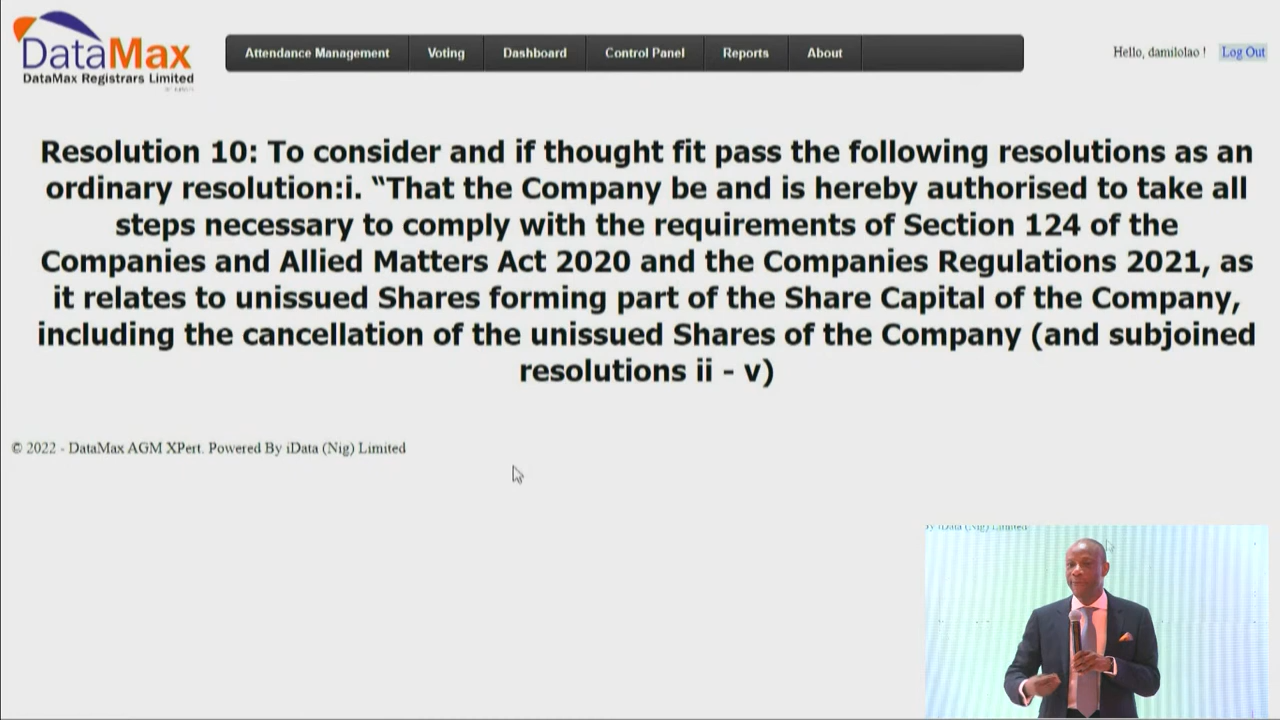 DataMax
DataMax Registrars Limited
Attendance Management
Voting
Dashboard
Control Panel
Reports
About
Hello, damilolao !
Log Out
Resolution 10: To consider and if thought fit pass the following resolutions as an
ordinary resolution:i. “That the Company be and is hereby authorised to take all
steps necessary to comply with the requirements of Section 124 of the
Companies and Allied Matters Act 2020 and the Companies Regulations 2021, as
it relates to unissued Shares forming part of the Share Capital of the Company,
including the cancellation of the unissued Shares of the Company (and subjoined
resolutions ii - v)
© 2022 - DataMax AGM XPert. Powered By iData (Nig) Limited
By iData (Nig) Limited